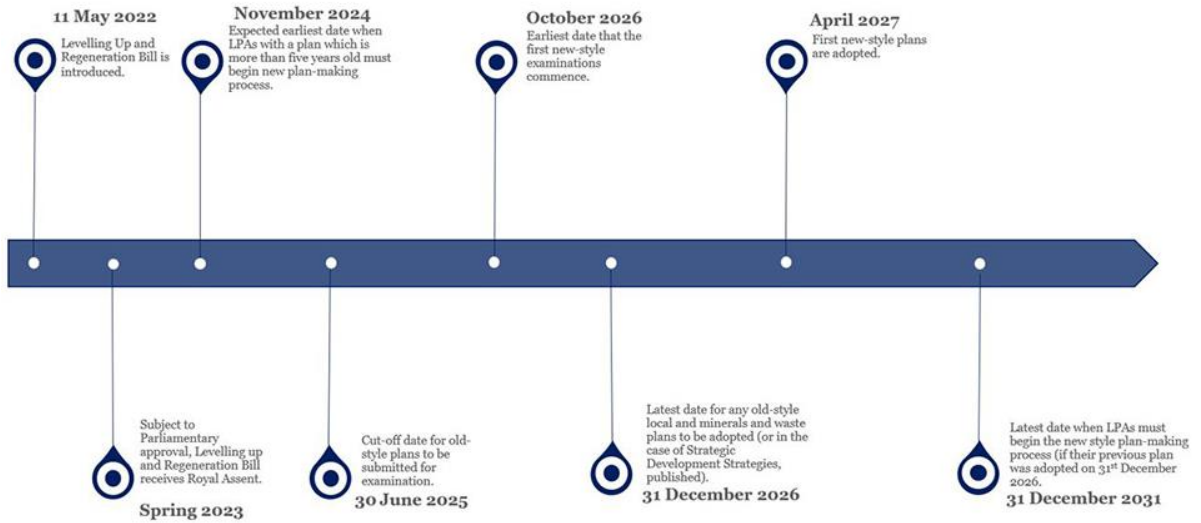 11 May 2022
Levelling Up and
Regeneration Bill is
introduced.
November 2024
Expected earliest date when
LPAs with a plan which is
more than five years old must
begin new plan-making
process.
October 2026
Earliest date that the
first new-style
examinations
commence.
April 2027
First new-style plans
are adopted.
Subject to
Parliamentary
approval, Levelling up
and Regeneration Bill
receives Royal Assent.
Spring 2023
Cut-off date for old-
style plans to be
submitted for
examination.
30 June 2025
Latest date for any old-style
local and minerals and waste
plans to be adopted (or in the
case of Strategic
Development Strategies,
published).
31 December 2026
Latest date when LPAs must
begin the new style plan-making
process (if their previous plan
was adopted on 31st December
2026.
31 December 2031